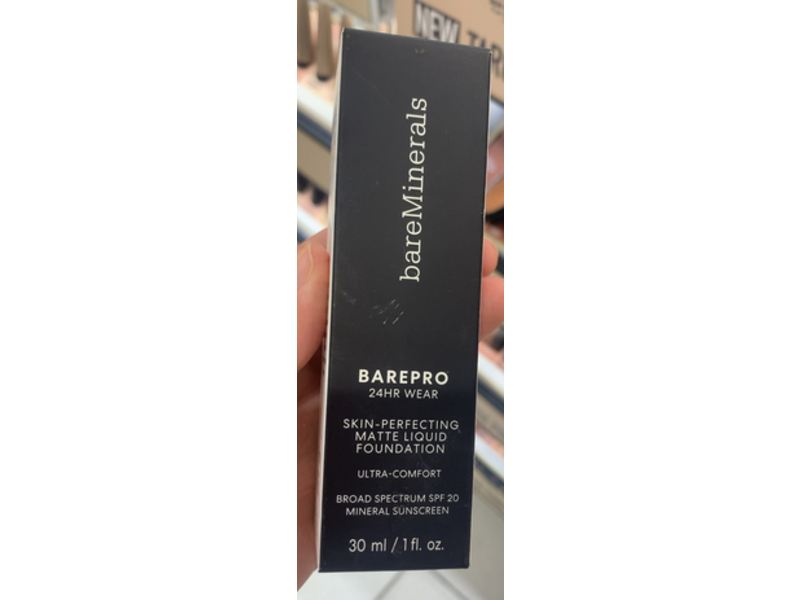 NEW
bareMinerals
BAREPRO
24HR WEAR
SKIN-PERFECTING
MATTE LIQUID
FOUNDATION
ULTRA-COMFORT
BROAD SPECTRUM SPF 20
MINERAL SUNSCREEN
30 ml / 1 fl. oz.